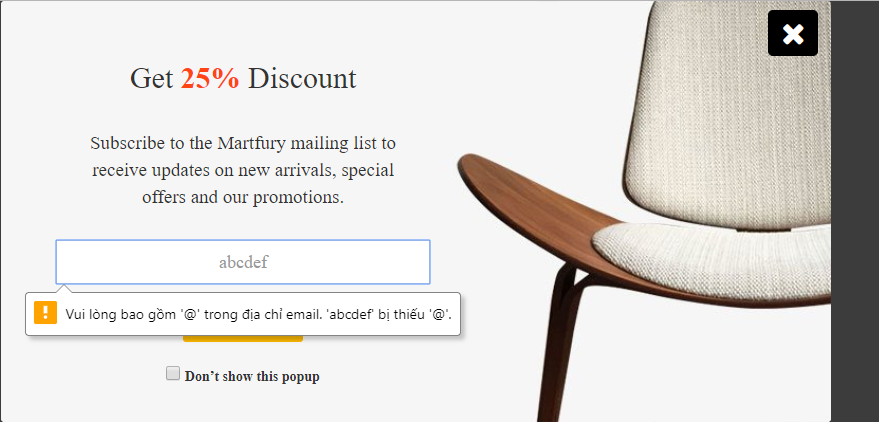 Get 25% Discount
Subscribe to the Martfury mailing list to
receive updates on new arrivals, special
offers and our promotions.
abcdef
Vui lòng bao gồm '@' trong địa chỉ email. 'abcdef' bị thiếu '@'.
Don’t show this popup